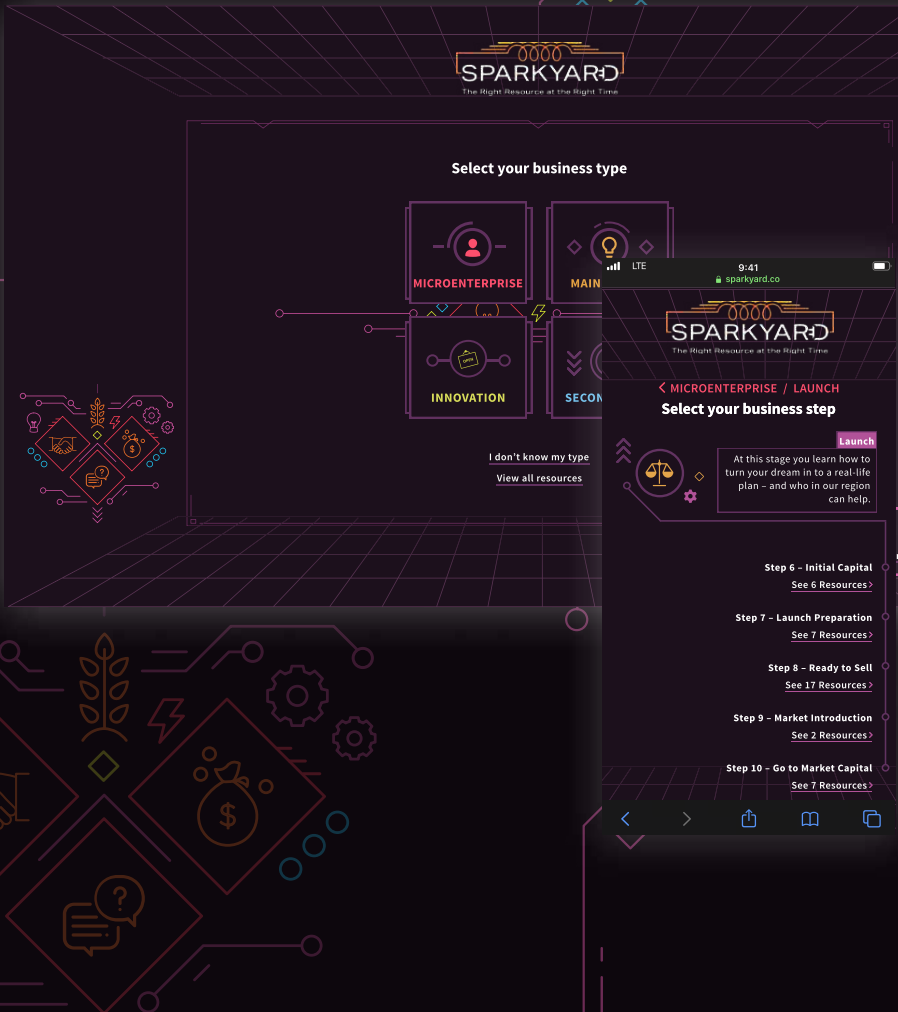 SPARKYARD
The Right Resource at the Right Time
Select your business type
MICROENTERPRISE
MAIN
OPEN
INNOVATION
SECON
I don't know my type
View all resources
LTE
9:41
sparkyard.co
SPARKYARD
The Right Resource at the Right Time
MICROENTERPRISE / LAUNCH
Select your business step
Launch
At this stage you learn how to
turn your dream in to a real-life
plan – and who in our region
can help.
Step 6 – Initial Capital
See 6 Resources
Step 7 – Launch Preparation
See 7 Resources
Step 8 – Ready to Sell
See 17 Resources
Step 9 – Market Introduction
See 2 Resources
Step 10 – Go to Market Capital
See 7 Resources